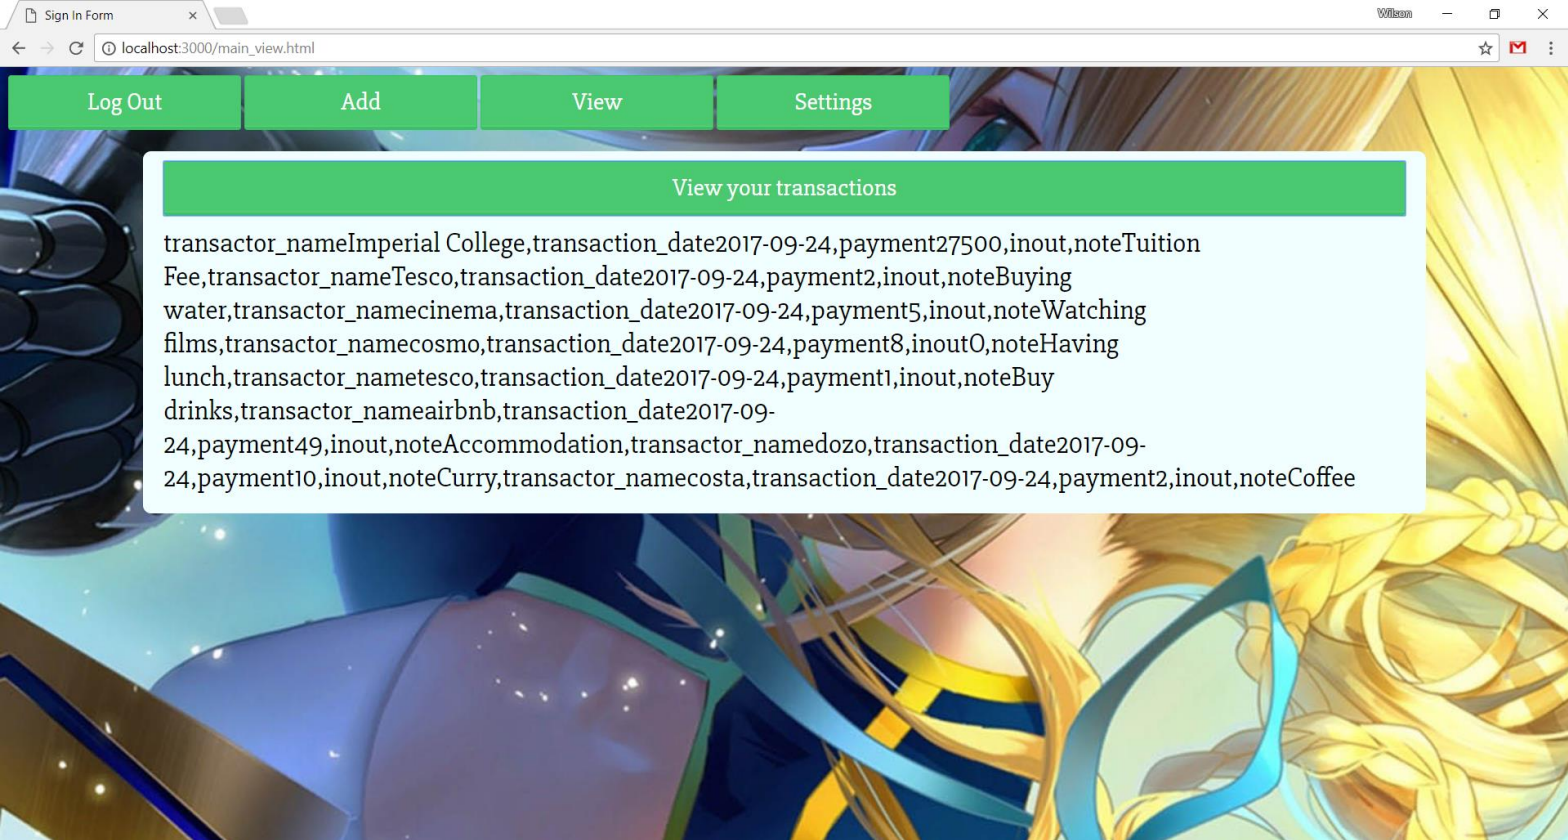 Sign In Form
Wilson
localhost:3000/main_view.html
Log Out
Add
View
Settings
View your transactions
transactor_nameImperial College,transaction_date2017-09-24,payment27500,inout,noteTuition
Fee,transactor_nameTesco,transaction_date2017-09-24,payment2,inout,noteBuying
water,transactor_namecinema,transaction_date2017-09-24,payment5,inout,noteWatching
films,transactor_namecosmo,transaction_date2017-09-24,payment8,inoutO,noteHaving
lunch,transactor_nametesco,transaction_date2017-09-24,payment1,inout,noteBuy
drinks,transactor_nameairbnb,transaction_date2017-09-
24,payment49,inout,noteAccommodation,transactor_namedozo,transaction_date2017-09-
24,payment10,inout,noteCurry,transactor_namecosta,transaction_date2017-09-24,payment2,inout,noteCoffee